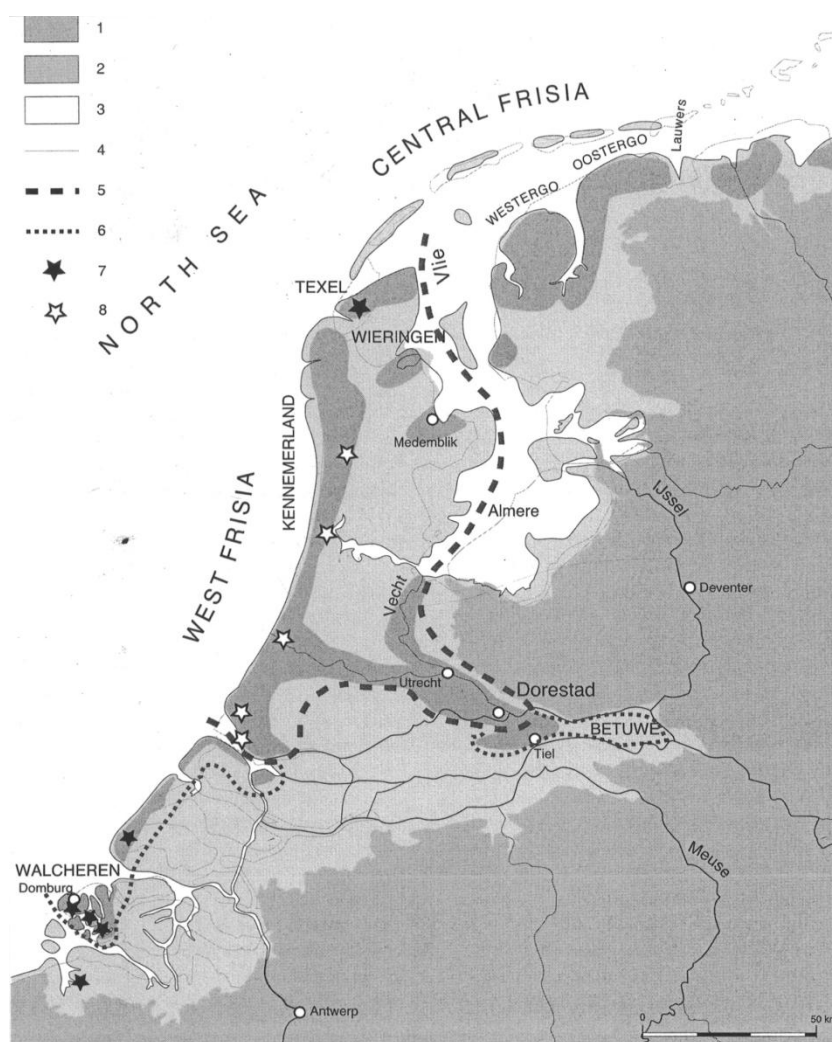 1
2
3
4
5
6
7
8
NORTH SEA
CENTRAL FRISIA
WESTERGO
OOSTERGO
Lauwers
Vlie
TEXEL
WIERINGEN
KENNEMERLAND
Medemblik
WEST FRISIA
Almere
IJssel
Vecht
Deventer
Utrecht
Dorestad
BETUWE
Tiel
Meuse
WALCHEREN
Domburg
Antwerp
0
50 km